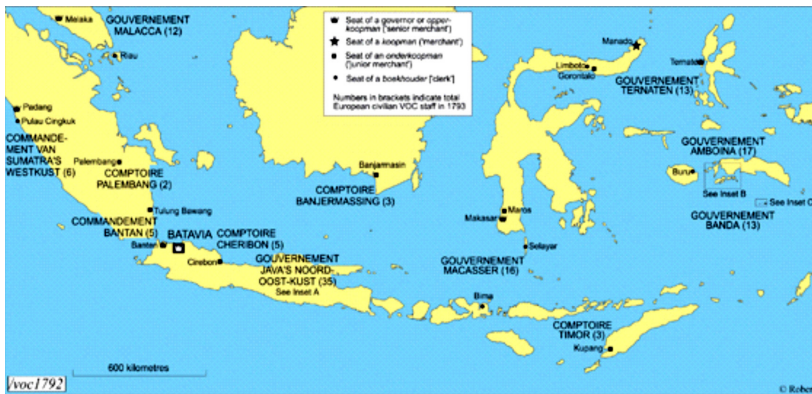 Melaka
GOUVERNEMENT
MALACCA (12)
Riau
Seat of a governor or opper-
koopman ('senior merchant')
Seat of a koopman ('merchant')
Seat of an onderkoopman
('junior merchant')
Seat of a boekhouder ['clerk']
Numbers in brackets indicate total
European civilian VOC staff in 1793
Manado
Limboto
Gorontalo
Ternate
GOUVERNEMENT
TERNATEN (13)
Padang
Pulau Cingkuk
COMMANDE-
MENT VAN
SUMATRA'S
WESTKUST (6)
Palembang
COMPTOIRE
PALEMBANG (2)
Banjarmasin
COMPTOIRE
BANJERMASSING (3)
GOUVERNEMENT
AMBOINA (17)
Buru
See Inset B
See Inset C
GOUVERNEMENT
BANDA (13)
Tulung Bawang
COMMANDEMENT
BANTAN (5)
Bantan
BATAVIA
COMPTOIRE
CHERIBON (5)
Cirebon
GOUVERNEMENT
JAVA'S NOORD-
OOST-KUST (35)
See Inset A
Maros
Makasar
Selayar
GOUVERNEMENT
MACASSER (16)
Bima
COMPTOIRE
TIMOR (3)
Kupang
600 kilometres
/voc1792
© Rober